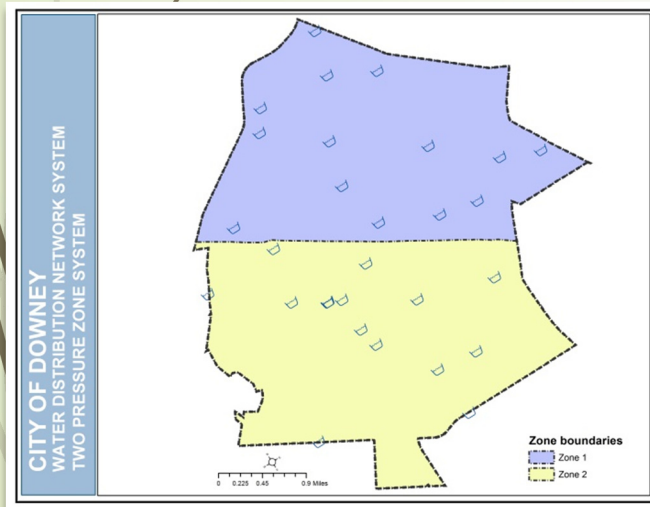 CITY OF DOWNEY
WATER DISTRIBUTION NETWORK SYSTEM
TWO PRESSURE ZONE SYSTEM
Zone boundaries
Zone 1
Zone 2
0 0.225 0.45 0.9 Miles